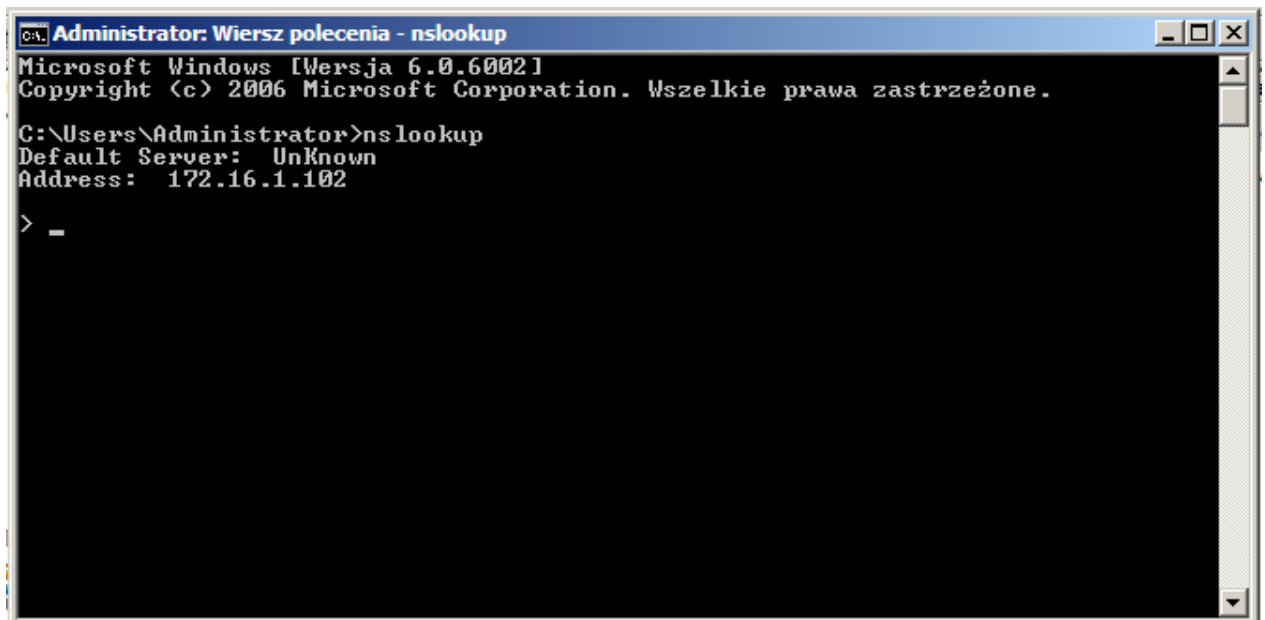 Administrator: Wiersz polecenia - nslookup
Microsoft Windows [Wersja 6.0.6002]
Copyright (c) 2006 Microsoft Corporation. Wszelkie prawa zastrzeżone.
C:\Users\Administrator>nslookup
Default Server:  UnKnown
Address:  172.16.1.102
> _